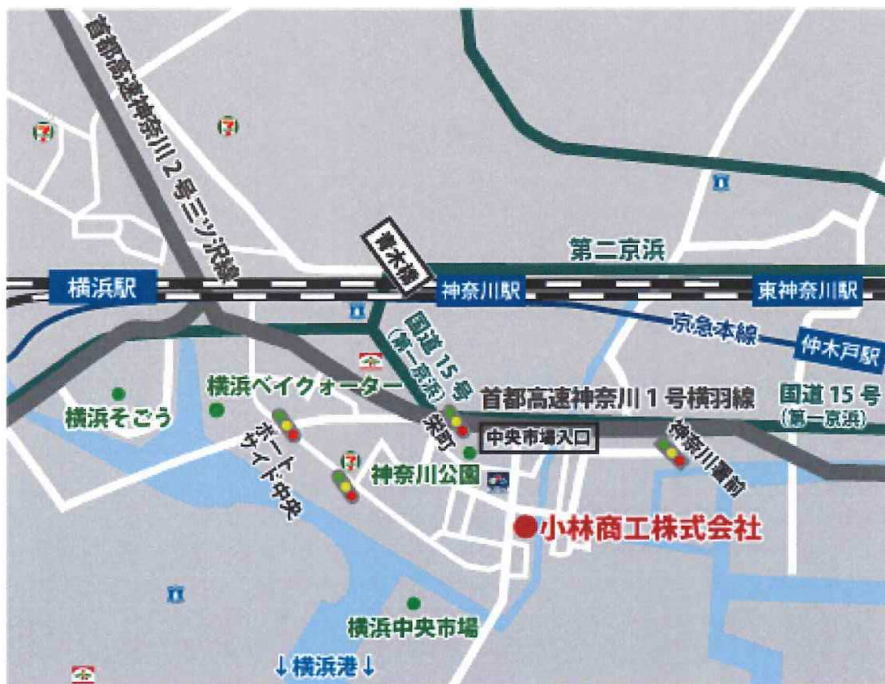 首都高速神奈川2号三ツ沢線
青木橋
第二京浜
横浜駅
神奈川駅
東神奈川駅
京急本線
仲木戸駅
国道15号
(第一京浜)
横浜ベイクォーター
横浜そごう
首都高速神奈川1号横羽線
国道15号
(第一京浜)
栄町
中央市場入口
神奈川署前
ポート
サイド中央
7
7
7
神奈川公園
小林商工株式会社
横浜中央市場
↓横浜港↓